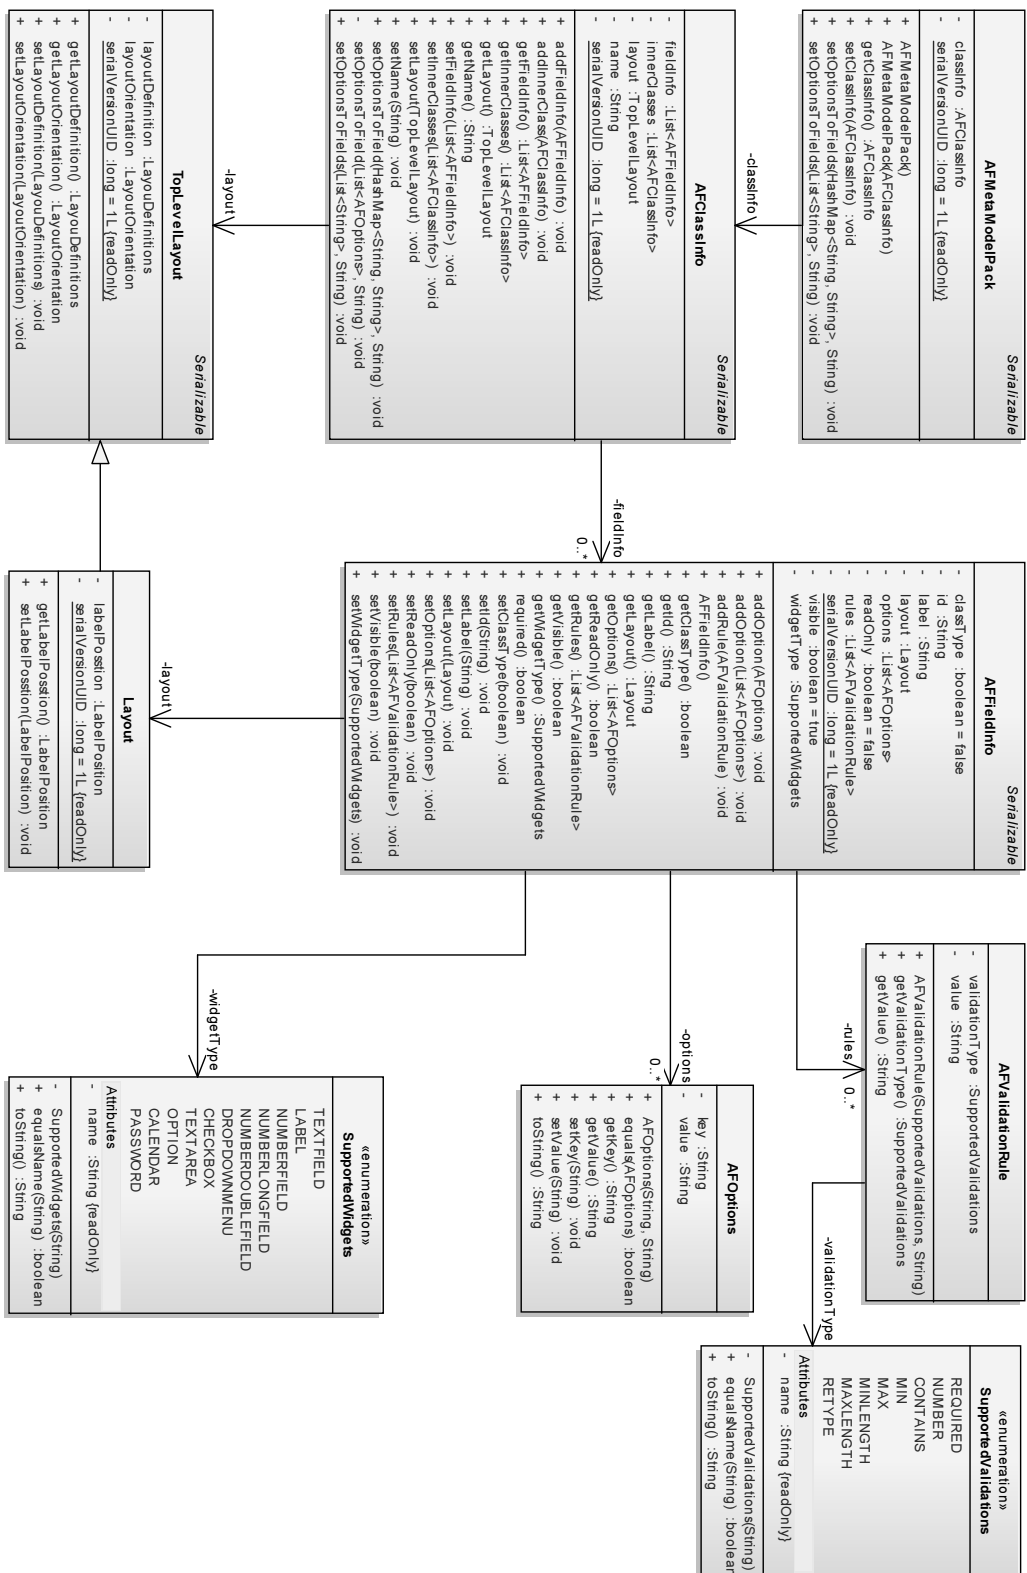 Serializable
AFMetaModelPack
- classInfo :AFClassInfo
- serialVersionUID :long = 1L {readOnly}
+ AFMetaModelPack()
+ AFMetaModelPack(AFClassInfo)
+ getClassInfo() :AFClassInfo
+ setClassInfo(AFClassInfo) :void
+ setOptionsToFields(HashMap<String, String>, String) :void
+ setOptionsToFields(List<String>, String) :void
-classInfo
Serializable
AFClassInfo
- fieldInfo :List<AFFieldInfo>
- innerClasses :List<AFClassInfo>
- layout :TopLevelLayout
- name :String
- serialVersionUID :long = 1L {readOnly}
+ addFieldInfo(AFFieldInfo) :void
+ addInnerClass(AFClassInfo) :void
+ getFieldInfo() :List<AFFieldInfo>
+ getInnerClasses() :List<AFClassInfo>
+ getLayout() :TopLevelLayout
+ getName() :String
+ setFieldInfo(List<AFFieldInfo>) :void
+ setInnerClasses(List<AFClassInfo>) :void
+ setLayout(TopLevelLayout) :void
+ setName(String) :void
+ setOptionsToField(HashMap<String, String>, String) :void
- setOptionsToField(List<AFOptions>, String) :void
+ setOptionsToFields(List<String>, String) :void
-layout
Serializable
TopLevelLayout
- layoutDefinition :LayouDefinitions
- layoutOrientation :LayoutOrientation
- serialVersionUID :long = 1L {readOnly}
+ getLayoutDefinition() :LayouDefinitions
+ getLayoutOrientation() :LayoutOrientation
+ setLayoutDefinition(LayouDefinitions) :void
+ setLayoutOrientation(LayoutOrientation) :void
-fieldInfo
0..*
Serializable
AFFieldInfo
- classType :boolean = false
- id :String
- label :String
- layout :Layout
- options :List<AFOptions>
- readOnly :boolean = false
- rules :List<AFValidationRule>
- serialVersionUID :long = 1L {readOnly}
- visible :boolean = true
- widgetType :SupportedWidgets
+ addOption(AFOptions) :void
+ addOption(List<AFOptions>) :void
+ addRule(AFValidationRule) :void
+ AFFieldInfo()
+ getClassType() :boolean
+ getId() :String
+ getLabel() :String
+ getLayout() :Layout
+ getOptions() :List<AFOptions>
+ getReadOnly() :boolean
+ getRules() :List<AFValidationRule>
+ getVisible() :boolean
+ getWidgetType() :SupportedWidgets
+ required() :boolean
+ setClassType(boolean) :void
+ setId(String) :void
+ setLabel(String) :void
+ setLayout(Layout) :void
+ setOptions(List<AFOptions>) :void
+ setReadOnly(boolean) :void
+ setRules(List<AFValidationRule>) :void
+ setVisible(boolean) :void
+ setWidgetType(SupportedWidgets) :void
-layout
Layout
- labelPosstion :LabelPosition
- serialVersionUID :long = 1L {readOnly}
+ getLabelPosstion() :LabelPosition
+ setLabelPosstion(LabelPosition) :void
-rules
0..*
AFValidationRule
- validationType :SupportedValidations
- value :String
+ AFValidationRule(SupportedValidations, String)
+ getValidationType() :SupportedValidations
+ getValue() :String
-options
0..*
AFOptions
- key :String
- value :String
+ AFOptions(String, String)
+ equals(AFOptions) :boolean
+ getKey() :String
+ getValue() :String
+ setKey(String) :void
+ setValue(String) :void
+ toString() :String
-widgetType
«enumeration»
SupportedWidgets
TEXTFIELD
LABEL
NUMBERFIELD
NUMBERLONGFIELD
NUMBERDOUBLEFIELD
DROPDOWNMENU
CHECKBOX
TEXTAREA
OPTION
CALENDAR
PASSWORD
Attributes
- name :String {readOnly}
- SupportedWidgets(String)
+ equalsName(String) :boolean
+ toString() :String
-validationType
«enumeration»
SupportedValidations
REQUIRED
NUMBER
CONTAINS
MIN
MAX
MINLENGTH
MAXLENGTH
RETYPE
Attributes
- name :String {readOnly}
- SupportedValidations(String)
+ equalsName(String) :boolean
+ toString() :String